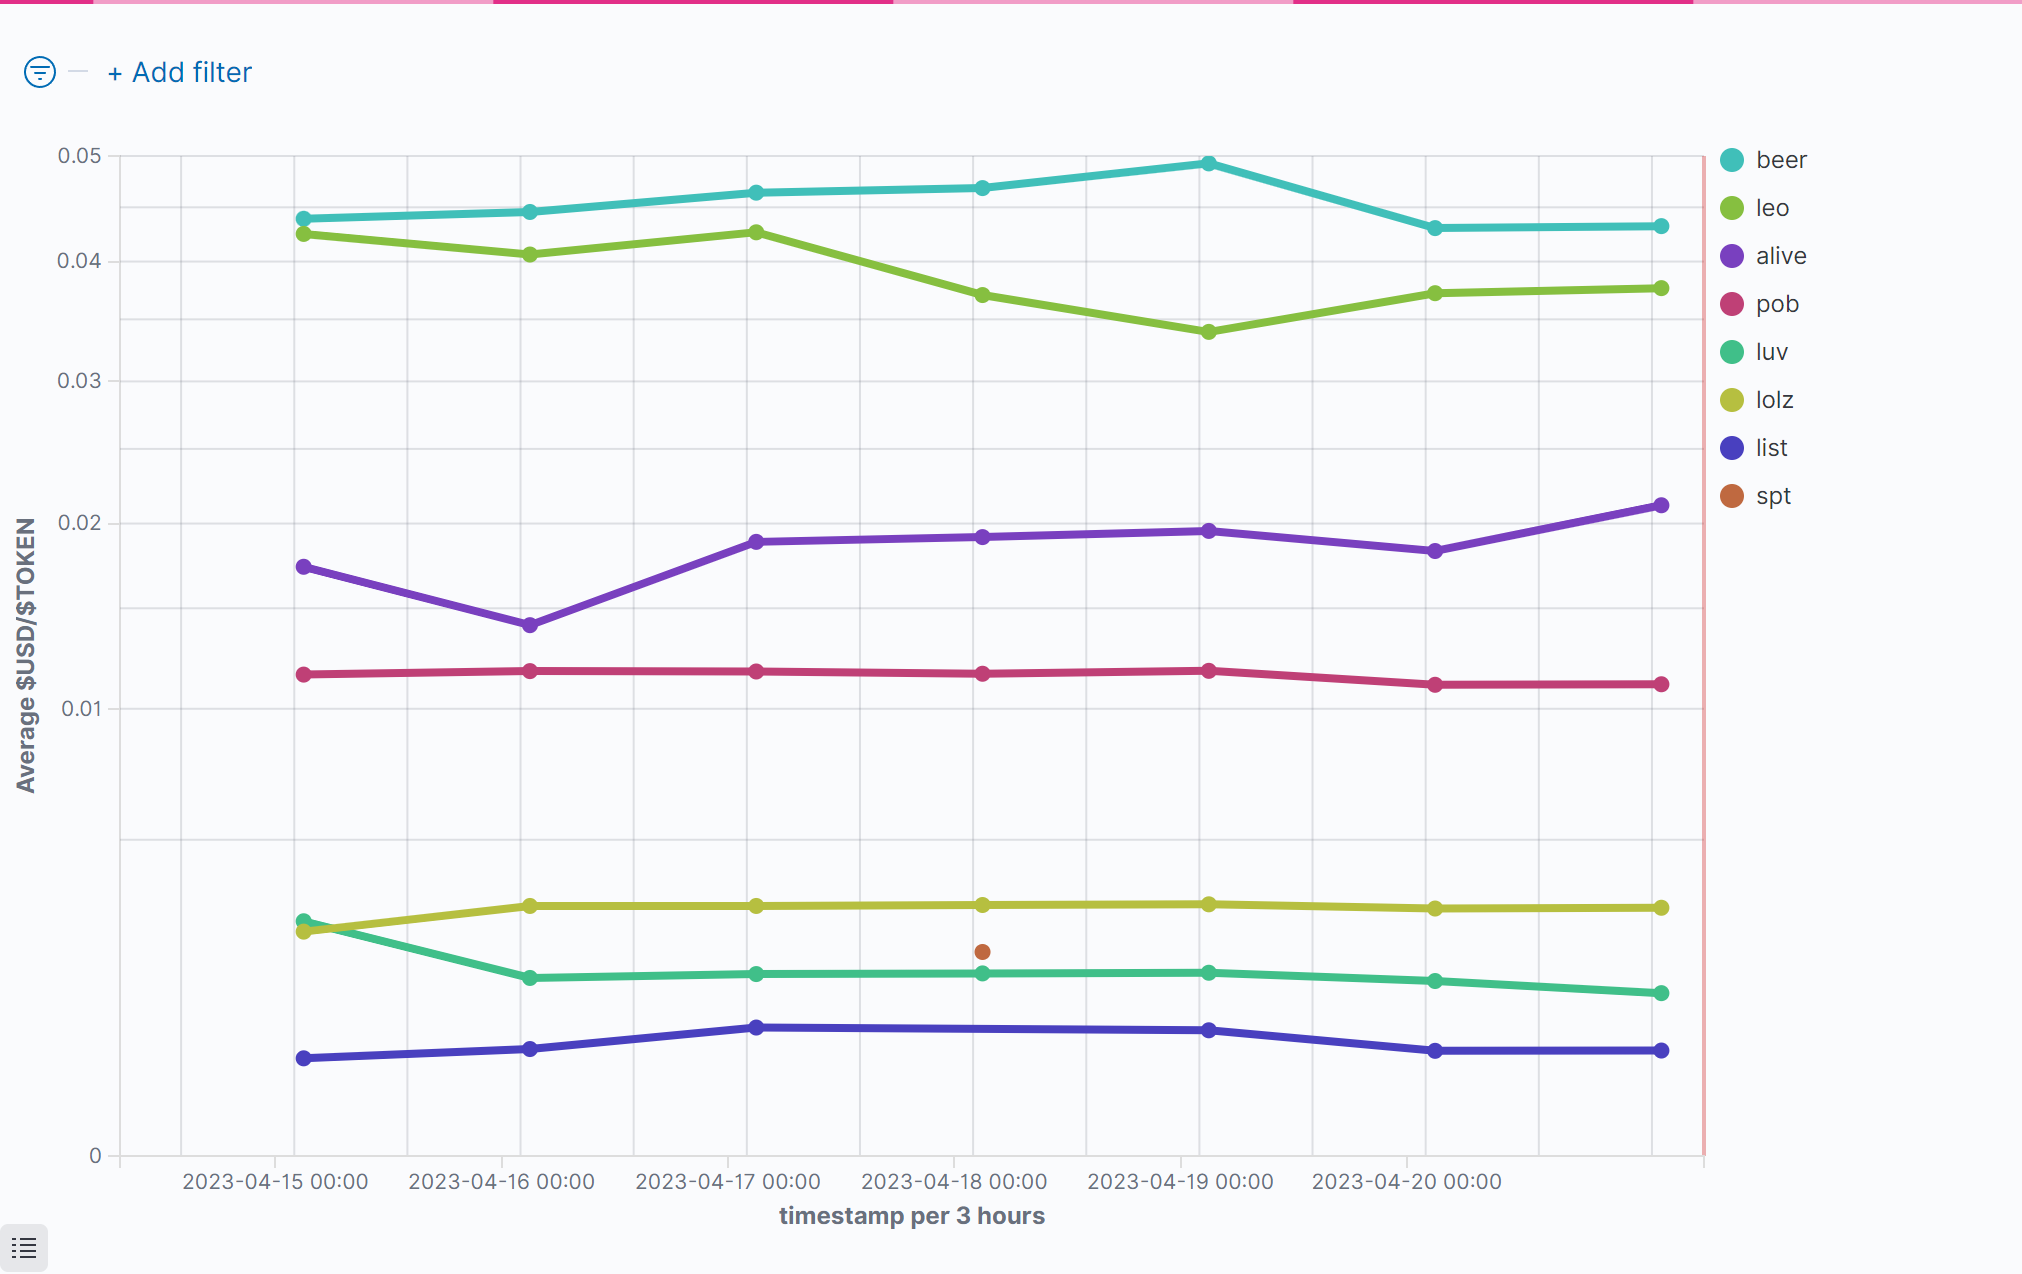 + Add filter
0.05
0.04
0.03
0.02
0.01
0
Average $USD/$TOKEN
2023-04-15 00:00
2023-04-16 00:00
2023-04-17 00:00
2023-04-18 00:00
2023-04-19 00:00
2023-04-20 00:00
timestamp per 3 hours
beer
leo
alive
pob
luv
lolz
list
spt